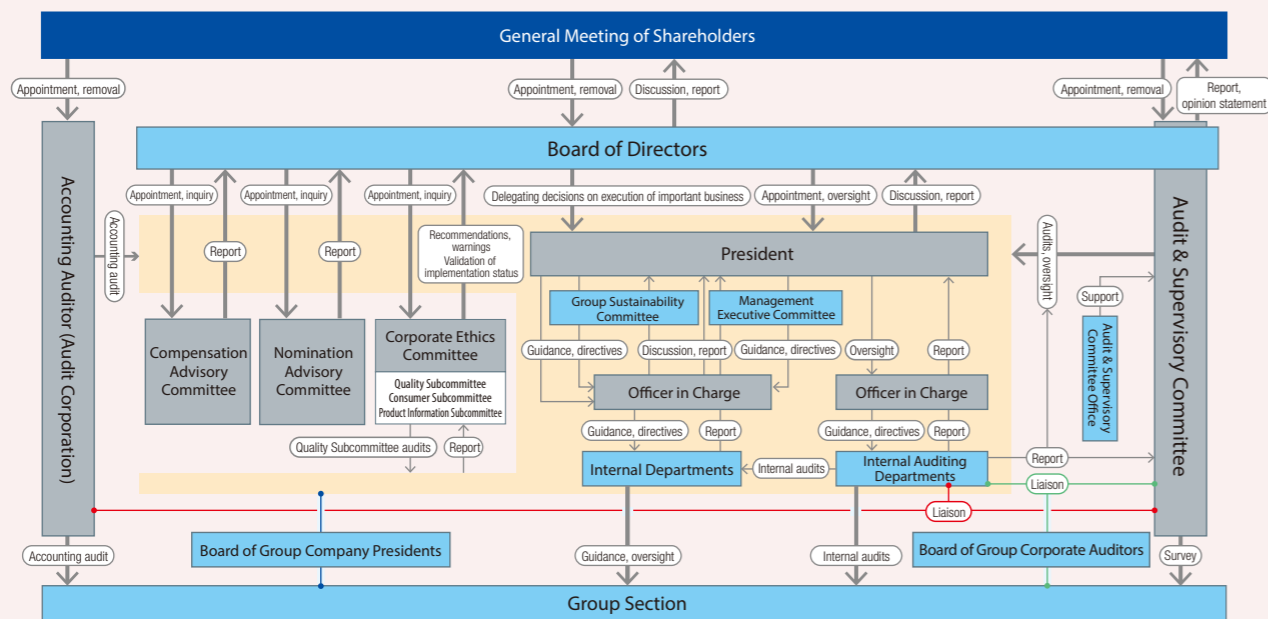 General Meeting of Shareholders
Appointment, removal
Appointment, removal
Discussion, report
Appointment, removal
Report,
opinion statement
Board of Directors
Accounting Auditor (Audit Corporation)
Audit & Supervisory Committee
Appointment, inquiry
Appointment, inquiry
Appointment, inquiry
Delegating decisions on execution of important business
Appointment, oversight
Discussion, report
Accounting audit
Report
Report
Recommendations,
warnings
Validation of
implementation status
President
Audits, oversight
Support
Group Sustainability
Committee
Management
Executive Committee
Audit & Supervisory
Committee Office
Compensation
Advisory
Committee
Nomination
Advisory
Committee
Corporate Ethics
Committee
Quality Subcommittee
Consumer Subcommittee
Product Information Subcommittee
Guidance, directives
Discussion, report
Guidance, directives
Oversight
Report
Officer in Charge
Officer in Charge
Quality Subcommittee audits
Report
Guidance, directives
Report
Guidance, directives
Report
Internal Departments
Internal audits
Internal Auditing
Departments
Report
Liaison
Liaison
Accounting audit
Board of Group Company Presidents
Guidance, oversight
Internal audits
Board of Group Corporate Auditors
Survey
Group Section